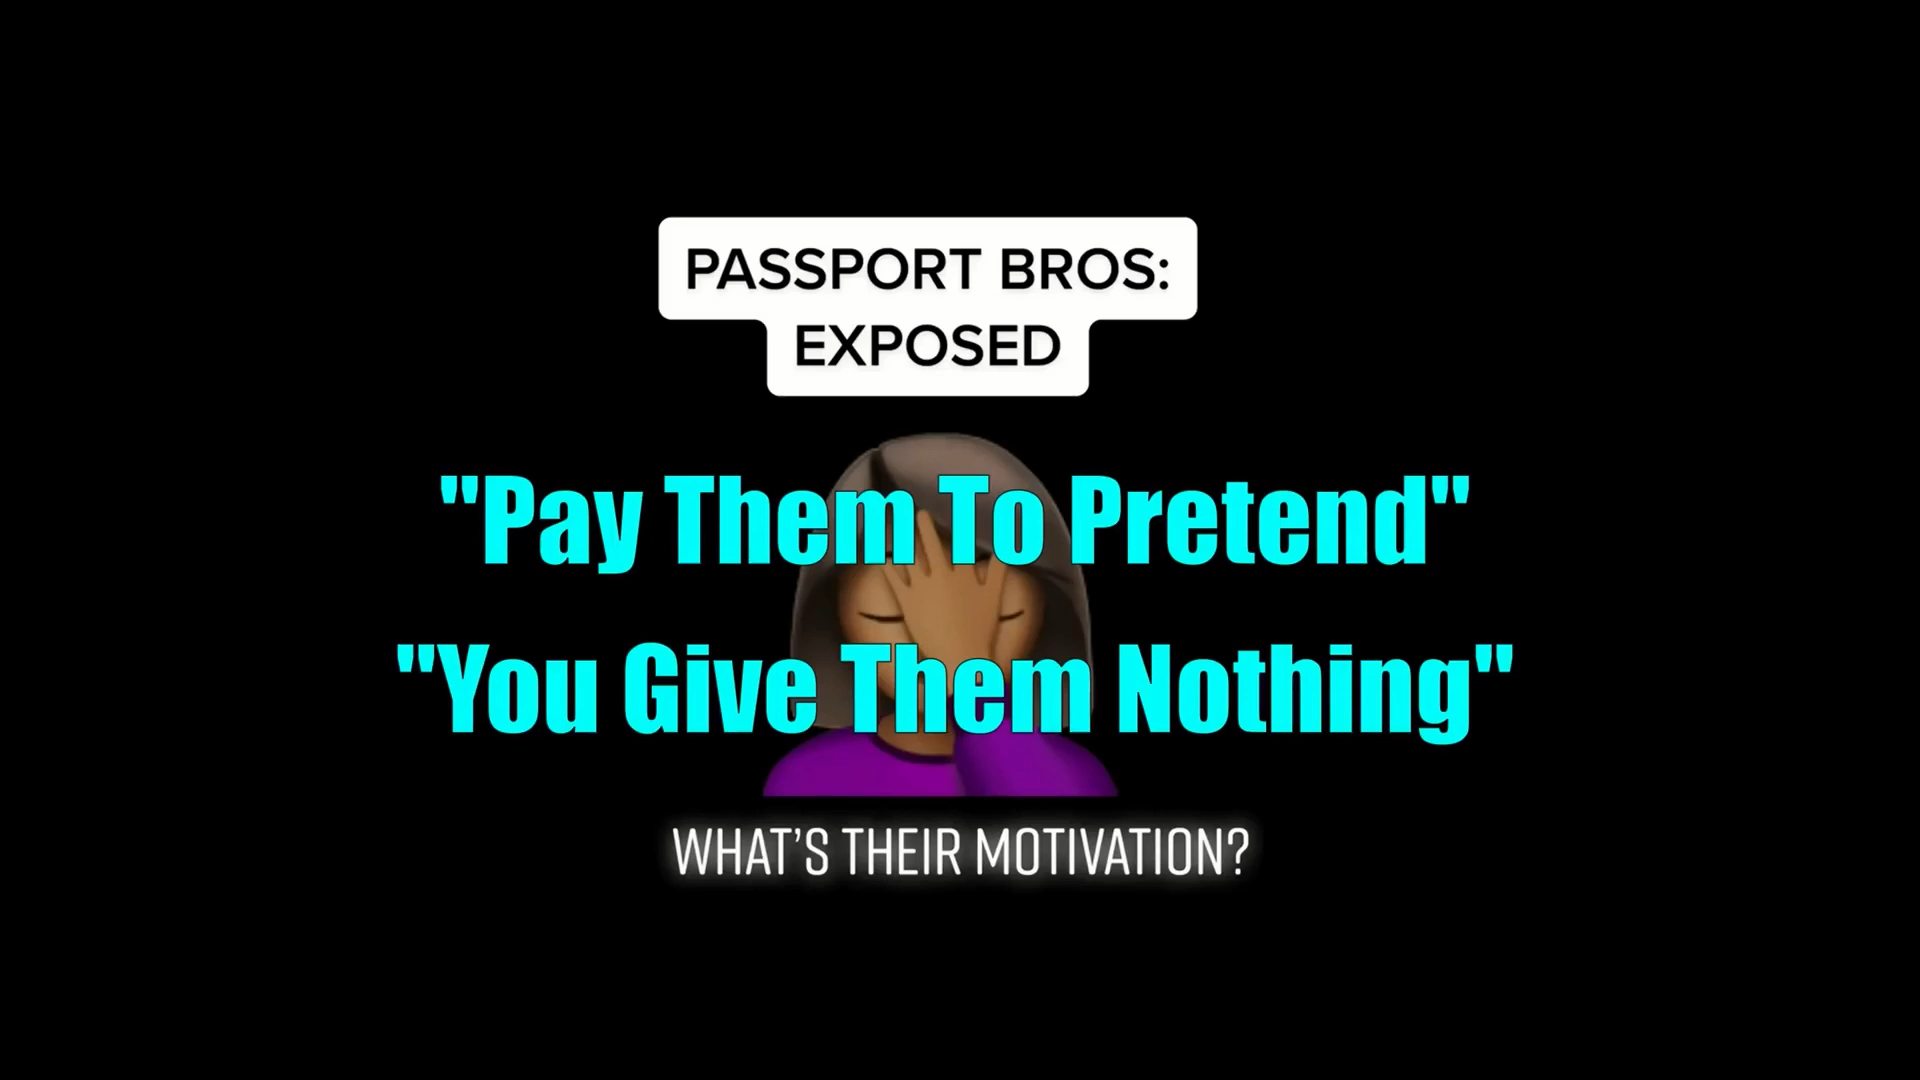 PASSPORT BROS:
EXPOSED
"Pay Them To Pretend"
"You Give Them Nothing"
WHAT'S THEIR MOTIVATION?